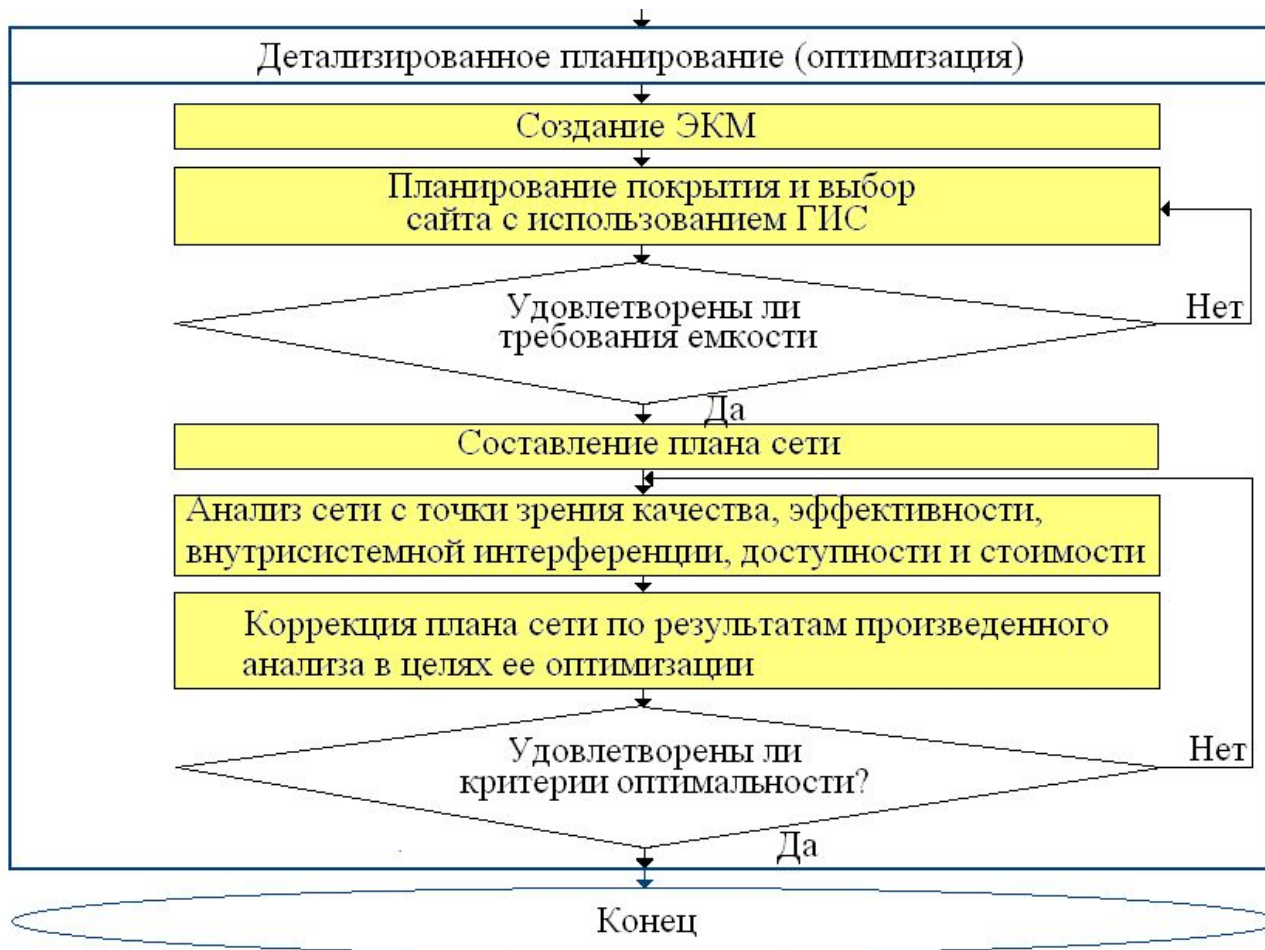 Детализированное планирование (оптимизация)
Создание ЭКМ
Планирование покрытия и выбор
сайта с использованием ГИС
Удовлетворены ли
требования емкости
Нет
Да
Составление плана сети
Анализ сети с точки зрения качества, эффективности,
внутрисистемной интерференции, доступности и стоимости
Коррекция плана сети по результатам произведенного
анализа в целях ее оптимизации
Удовлетворены ли
критерии оптимальности?
Нет
Да
Конец